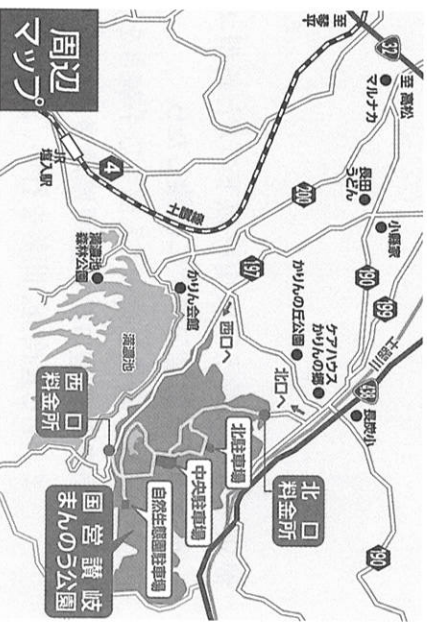 周辺
マップ
至 琴平
32
至 高松
マルナカ
長田
うどん
小縣家
200
190
199
土器川
438
長炭小
190
ケアハウス
かりんの郷
かりんの丘公園
197
北口へ
西口へ
土讃線
4
JR
塩入駅
かりん会館
満濃池
森林公園
満濃池
北口
料金所
北駐車場
中央駐車場
自然生態園駐車場
西口
料金所
国営讃岐
まんのう公園